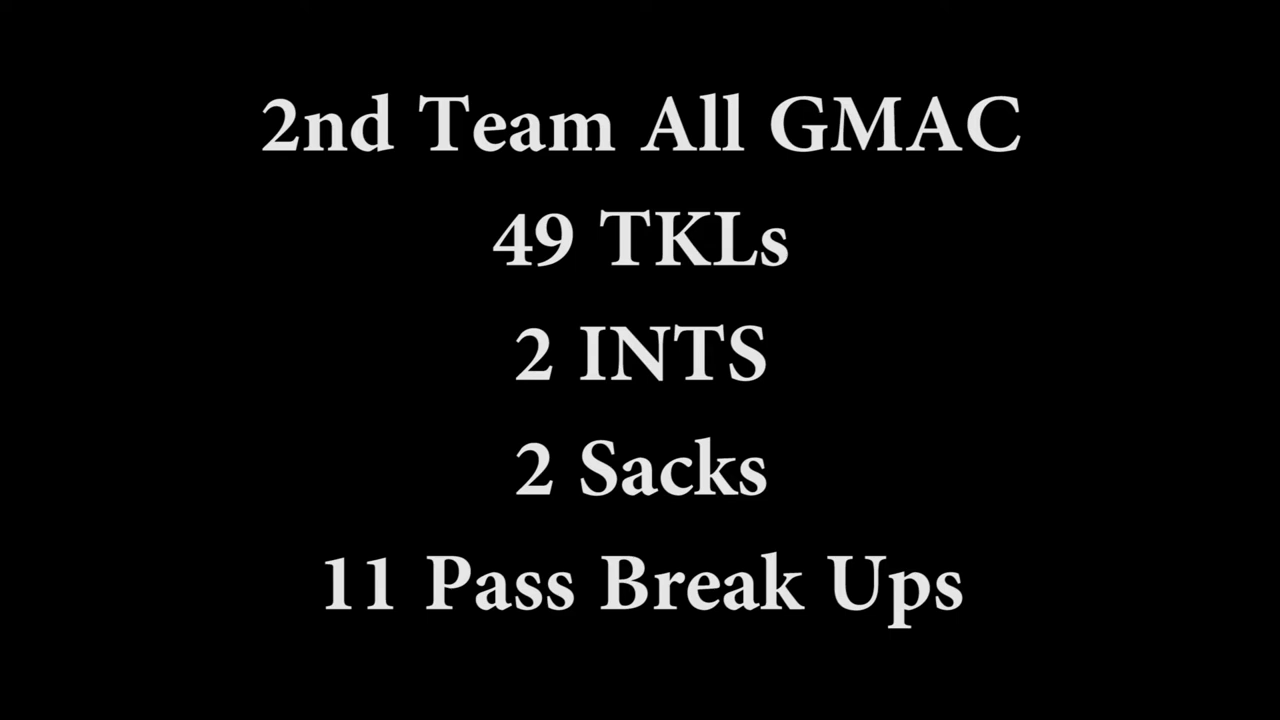 2nd Team All GMAC
49 TKLs
2 INTS
2 Sacks
11 Pass Break Ups